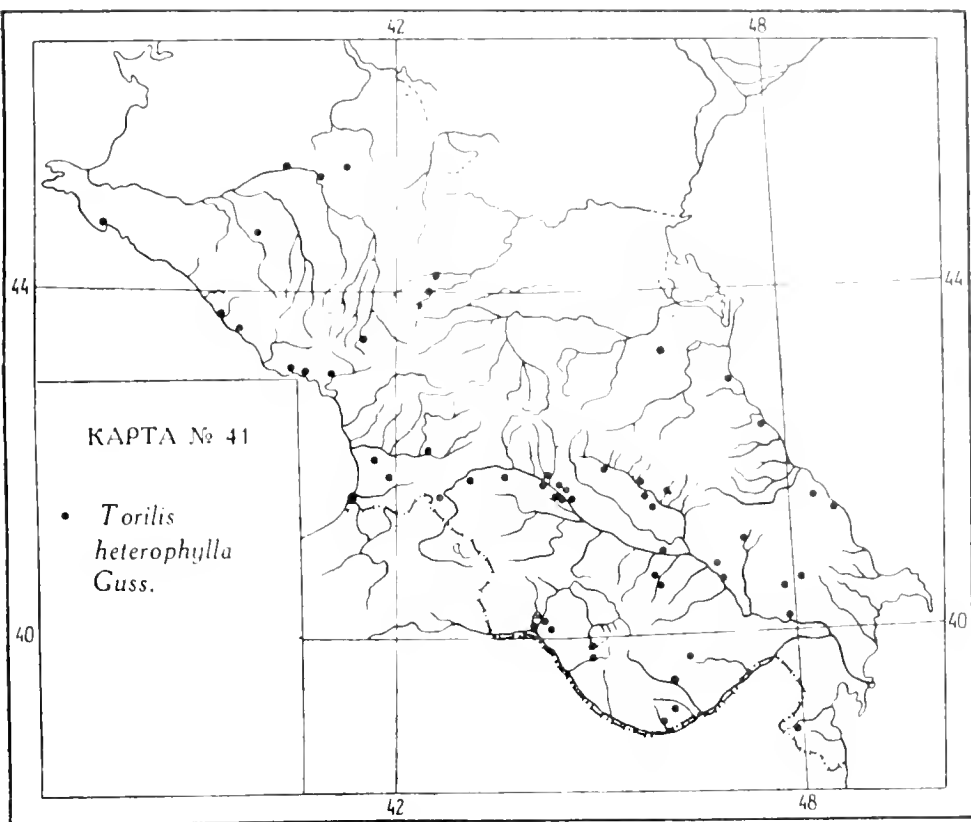 42 48
44 44
КАРТА № 41
• Torilis
heterophylla
Guss.
40 40
42 48